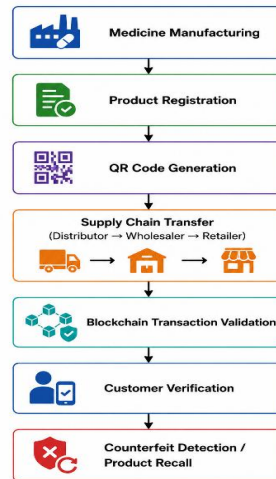 Medicine Manufacturing
Product Registration
QR Code Generation
Supply Chain Transfer
(Distributor → Wholesaler → Retailer)
Blockchain Transaction Validation
Customer Verification
Counterfeit Detection /
Product Recall